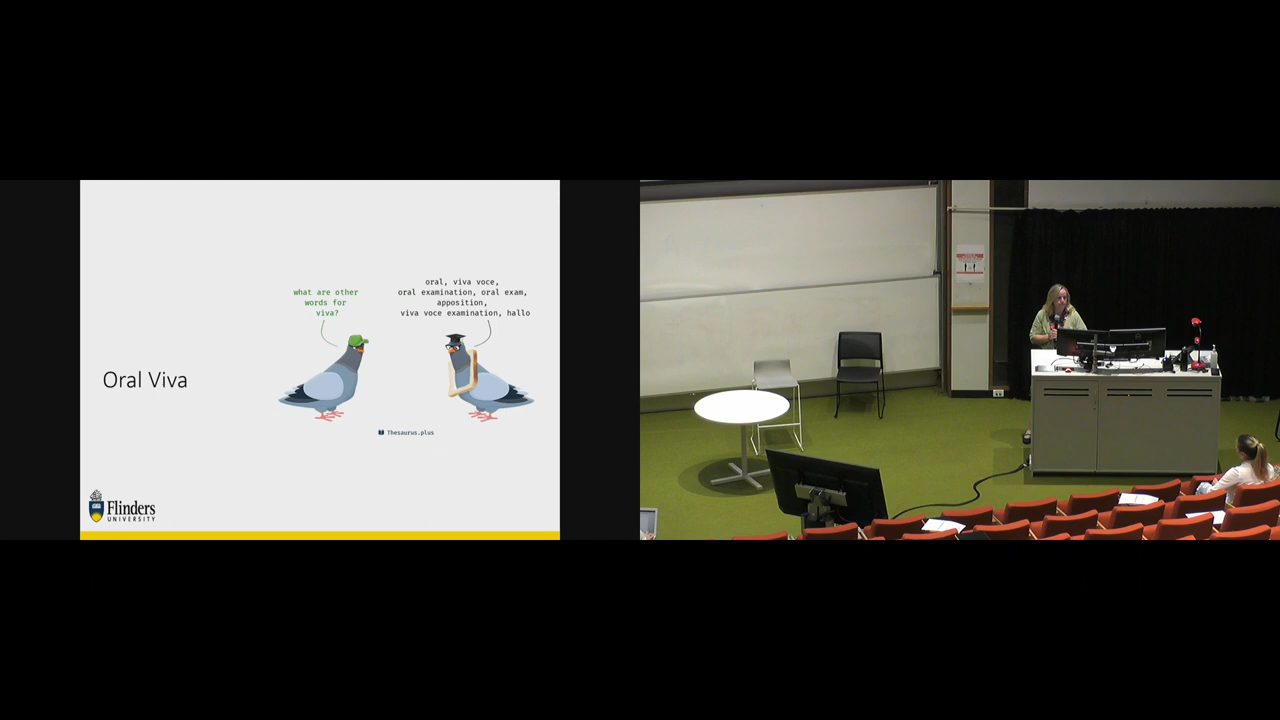 what are other
words for
viva?
oral, viva voce,
oral examination, oral exam,
apposition,
viva voce examination, hallo
Oral Viva
Thesaurus.plus
Flinders
UNIVERSITY